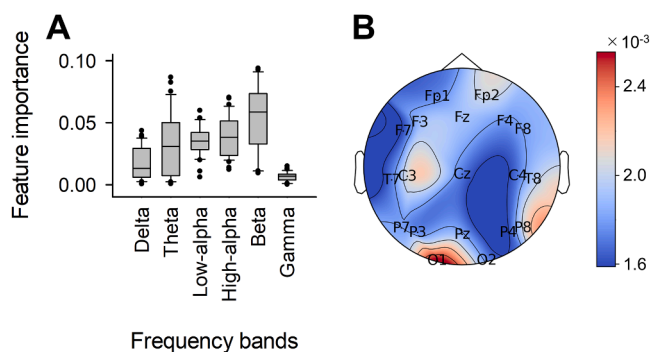 A
Feature importance
0.10
0.05
0.00
Delta
Theta
Low-alpha
High-alpha
Beta
Gamma
Frequency bands
B
Fp1 Fp2
F7 F3 Fz F4 F8
T7 C3 Cz C4 T8
P7 P3 Pz P4 P8
O1 O2
× 10⁻³
2.4
2.0
1.6